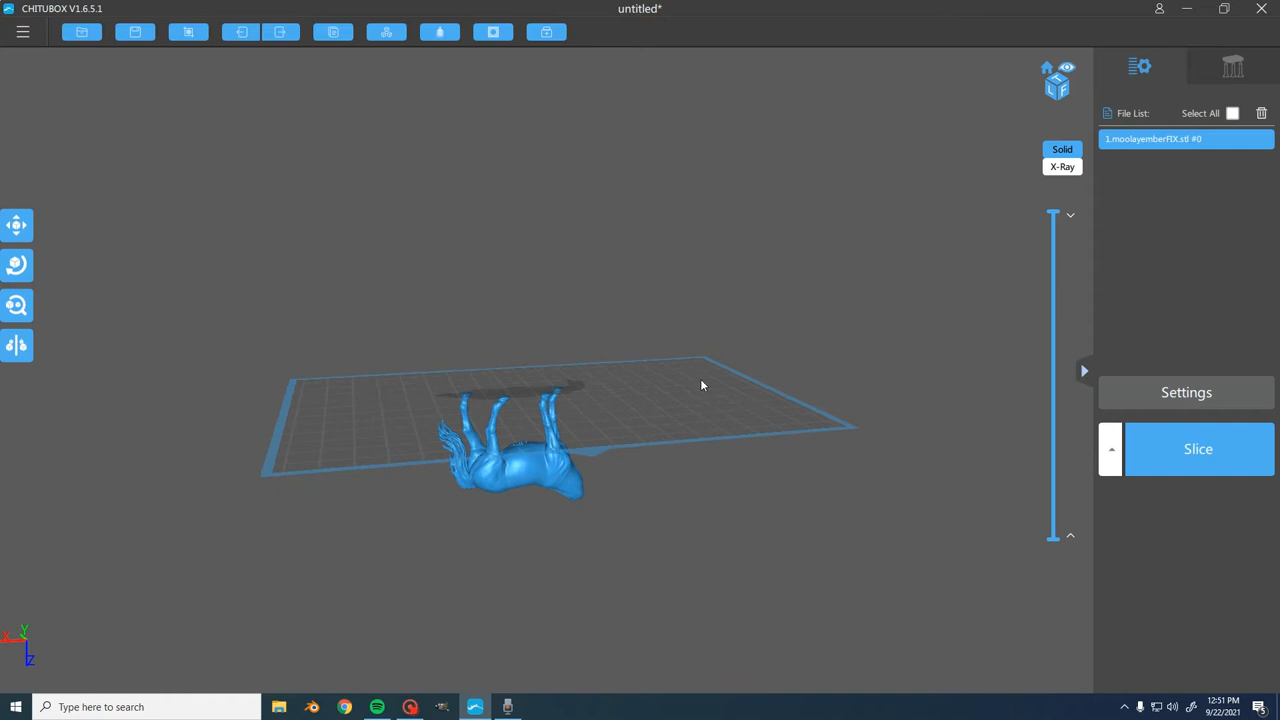 CHITUBOX V1.6.5.1
untitled*
T
L F
File List:
Select All
Solid
1.moolayemberFIX.stl #0
X-Ray
Settings
Slice
Y
X
Z
Type here to search
12:51 PM
9/22/2021
5